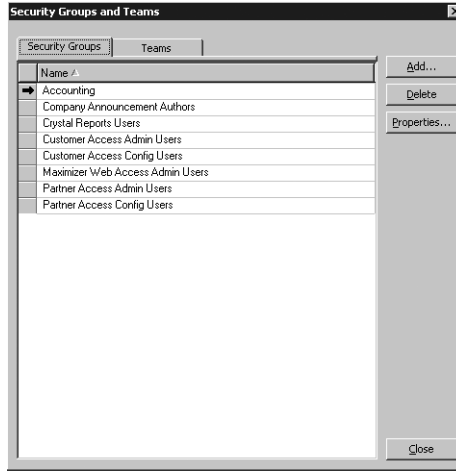 Security Groups and Teams
Security Groups
Teams
Name
Accounting
Company Announcement Authors
Crystal Reports Users
Customer Access Admin Users
Customer Access Config Users
Maximizer Web Access Admin Users
Partner Access Admin Users
Partner Access Config Users
Add...
Delete
Properties...
Close